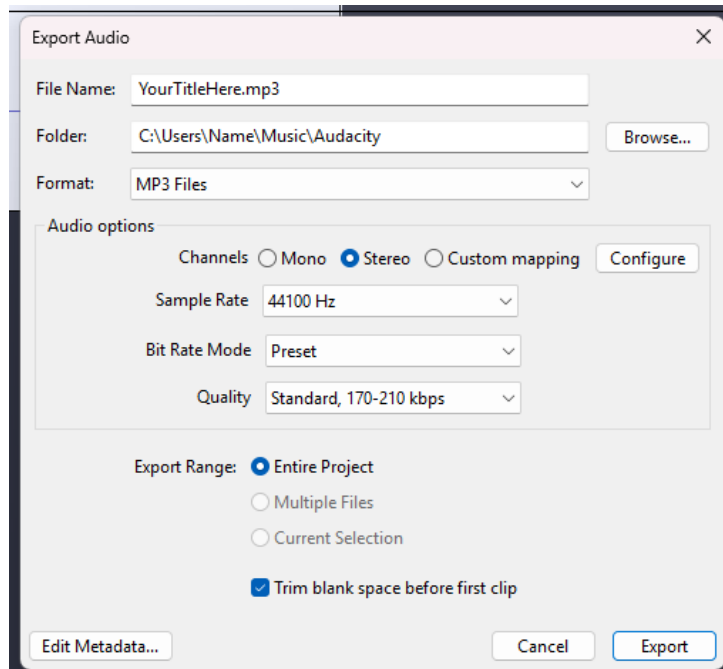 Export Audio
File Name: YourTitleHere.mp3
Folder: C:\Users\Name\Music\Audacity Browse...
Format: MP3 Files
Audio options
Channels Mono Stereo Custom mapping Configure
Sample Rate 44100 Hz
Bit Rate Mode Preset
Quality Standard, 170-210 kbps
Export Range: Entire Project
Multiple Files
Current Selection
Trim blank space before first clip
Edit Metadata... Cancel Export